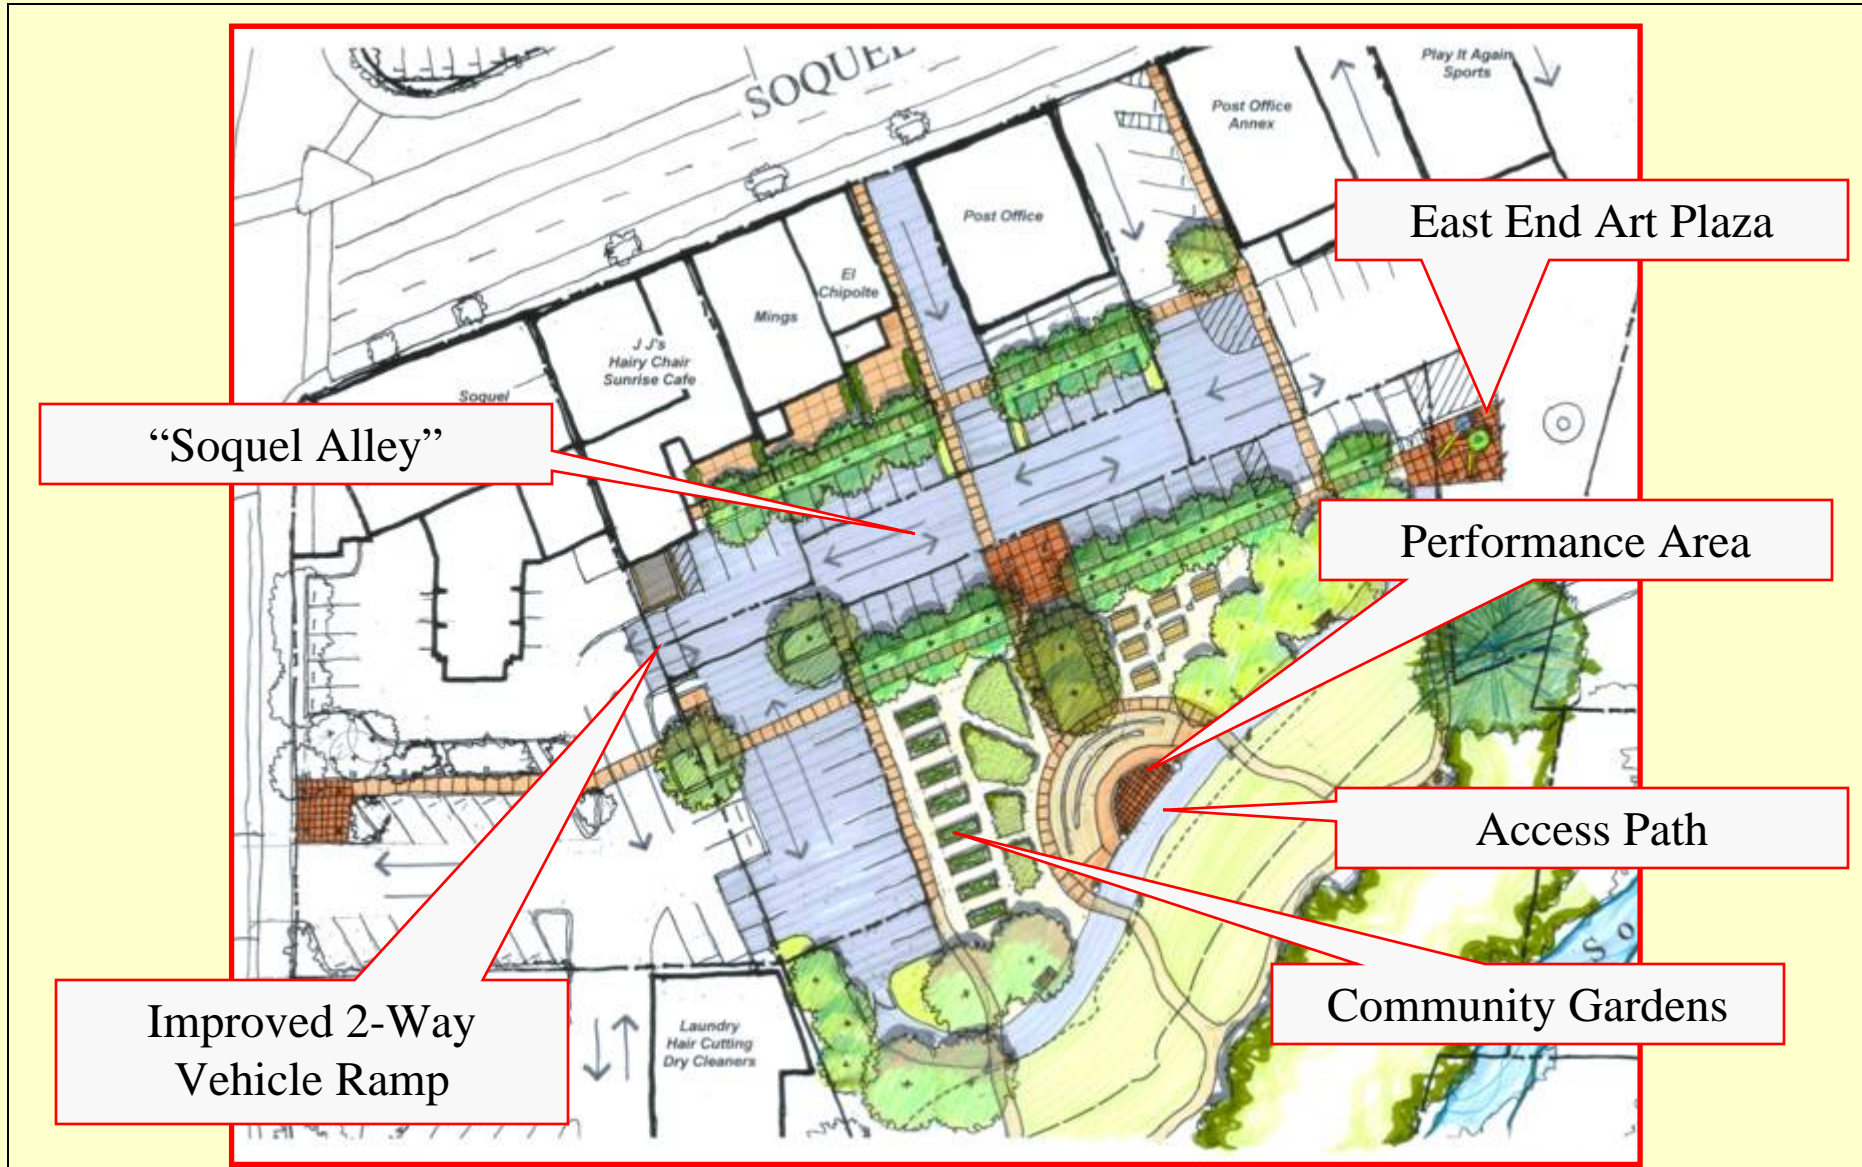 SOQUEL
Play It Again
Sports
Post Office
Annex
East End Art Plaza
Post Office
El
Chipolte
Mings
J J's
Hairy Chair
Sunrise Cafe
Soquel
“Soquel Alley”
Performance Area
Access Path
Community Gardens
So
Improved 2-Way
Vehicle Ramp
Laundry
Hair Cutting
Dry Cleaners